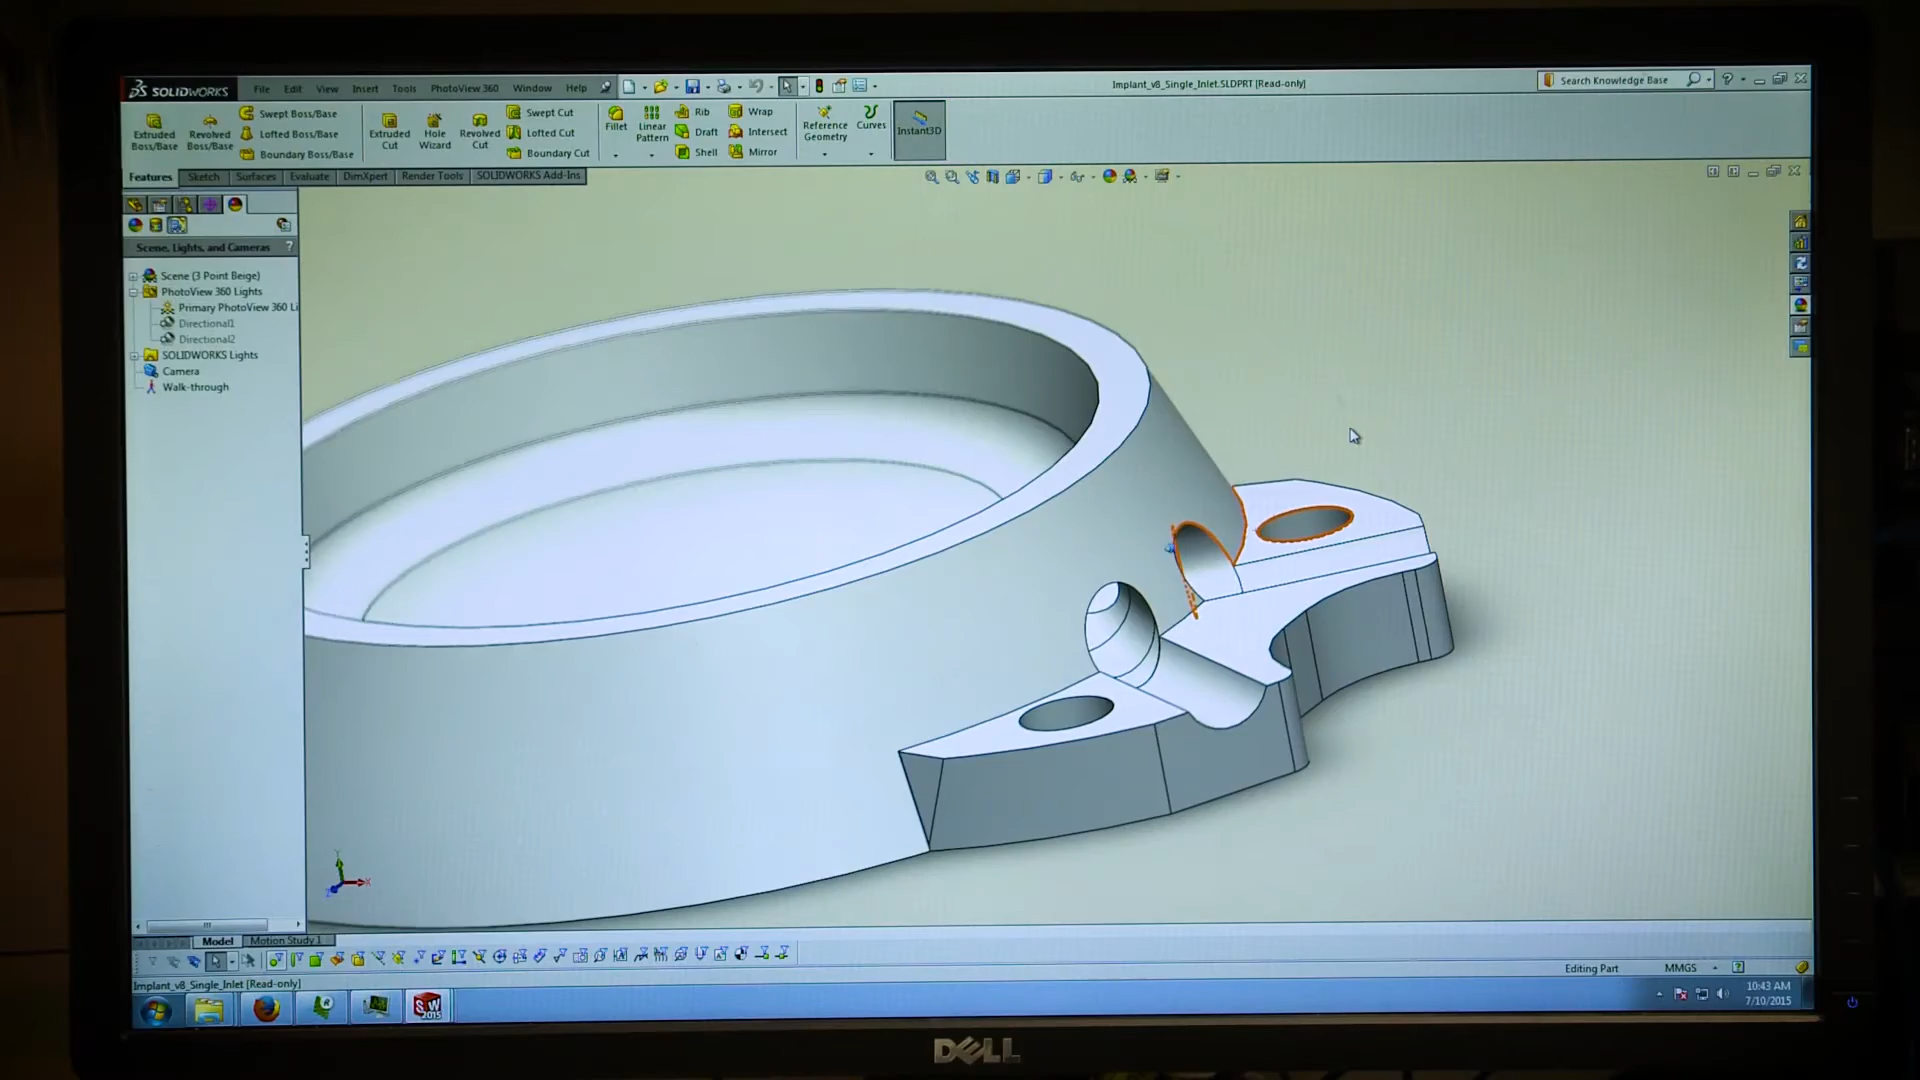 SOLIDWORKS File Edit View Insert Tools PhotoView 360 Window Help
Implant_v8_Single_Inlet.SLDPRT [Read-only]
Search Knowledge Base
Extruded Boss/Base
Revolved Boss/Base
Swept Boss/Base
Lofted Boss/Base
Boundary Boss/Base
Extruded Cut
Hole Wizard
Revolved Cut
Swept Cut
Lofted Cut
Boundary Cut
Fillet
Linear Pattern
Rib
Draft
Shell
Wrap
Intersect
Mirror
Reference Geometry
Curves
Instant3D
Features Sketch Surfaces Evaluate DimXpert Render Tools SOLIDWORKS Add-Ins
Scene, Lights, and Cameras ?
Scene (3 Point Beige)
PhotoView 360 Lights
Primary PhotoView 360 Li
Directional1
Directional2
SOLIDWORKS Lights
Camera
Walk-through
Model Motion Study 1
Editing Part MMGS
Implant_v8_Single_Inlet [Read-only]
SW 2015
10:43 AM
7/10/2015
DELL